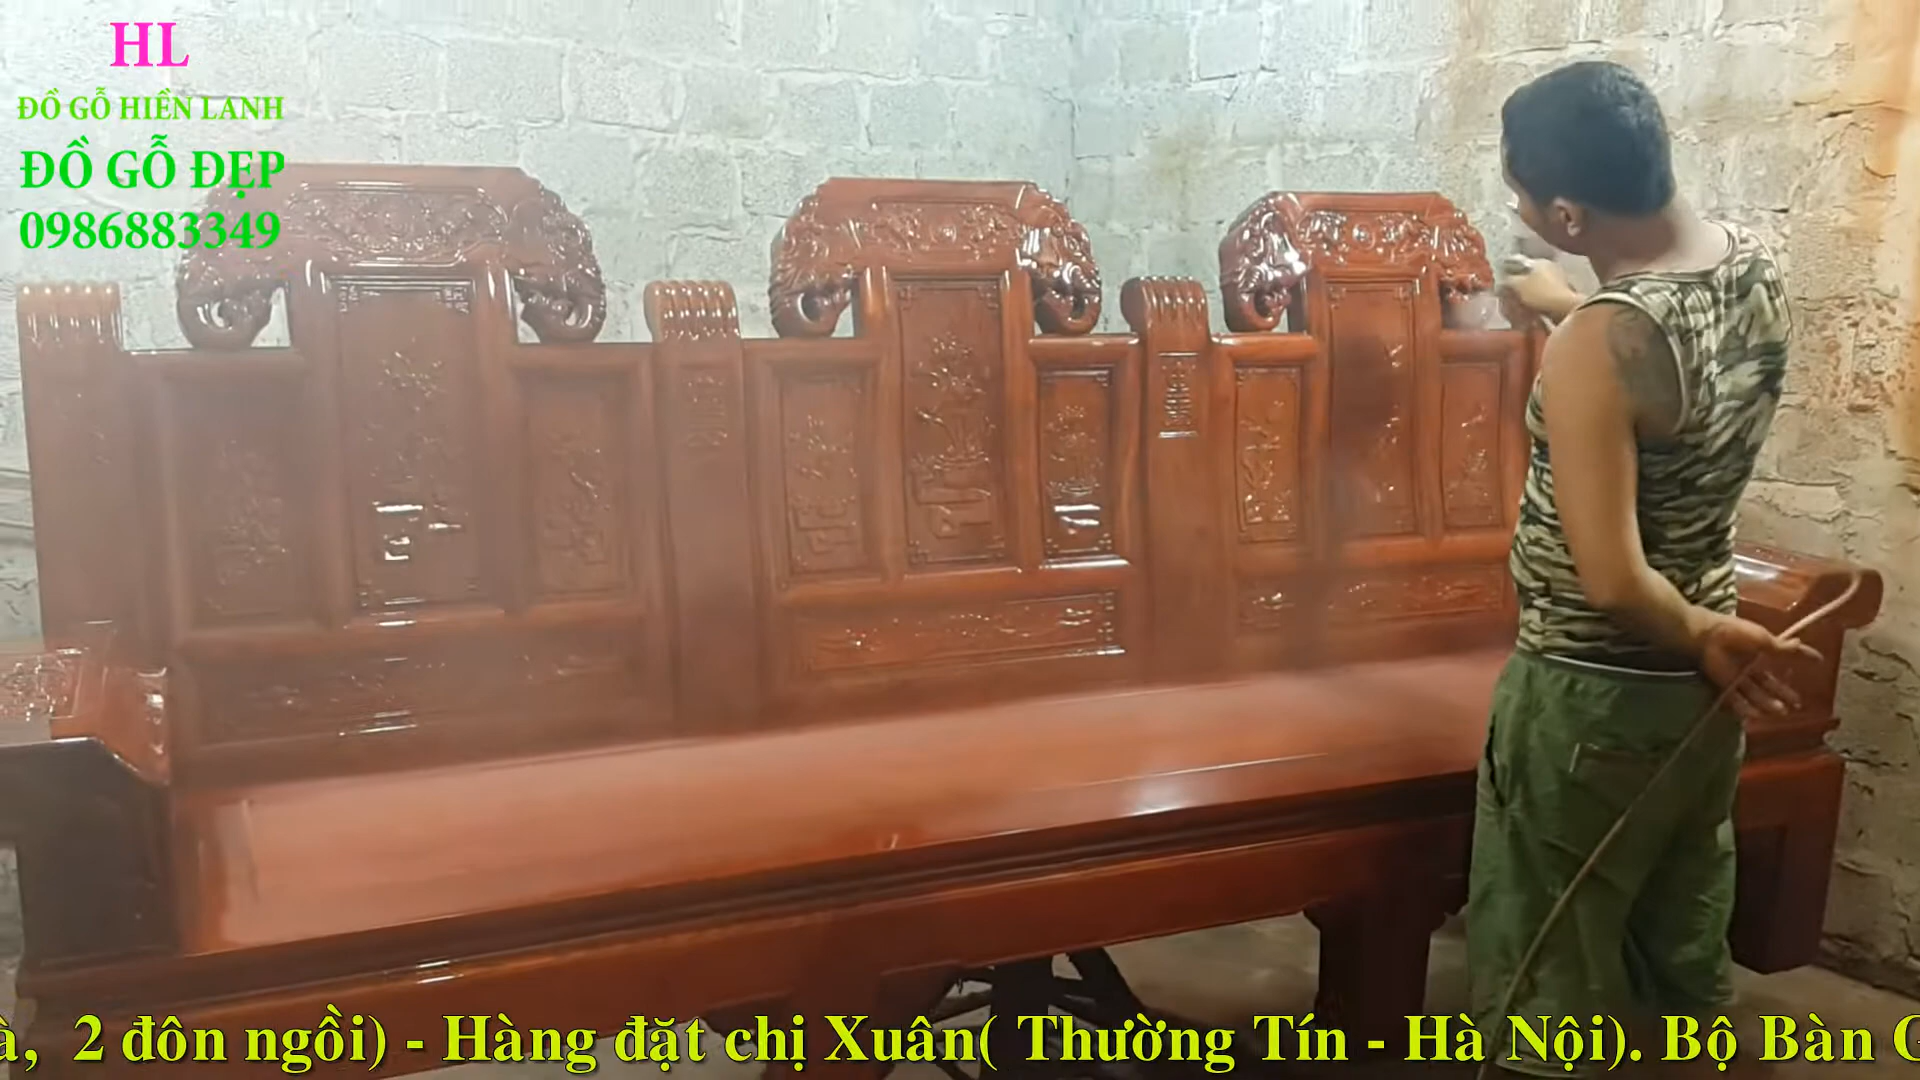 HL
ĐỒ GỖ HIỀN LANH
ĐỒ GỖ ĐẸP
0986883349
à, 2 đôn ngồi) - Hàng đặt chị Xuân( Thường Tín - Hà Nội). Bộ Bàn G